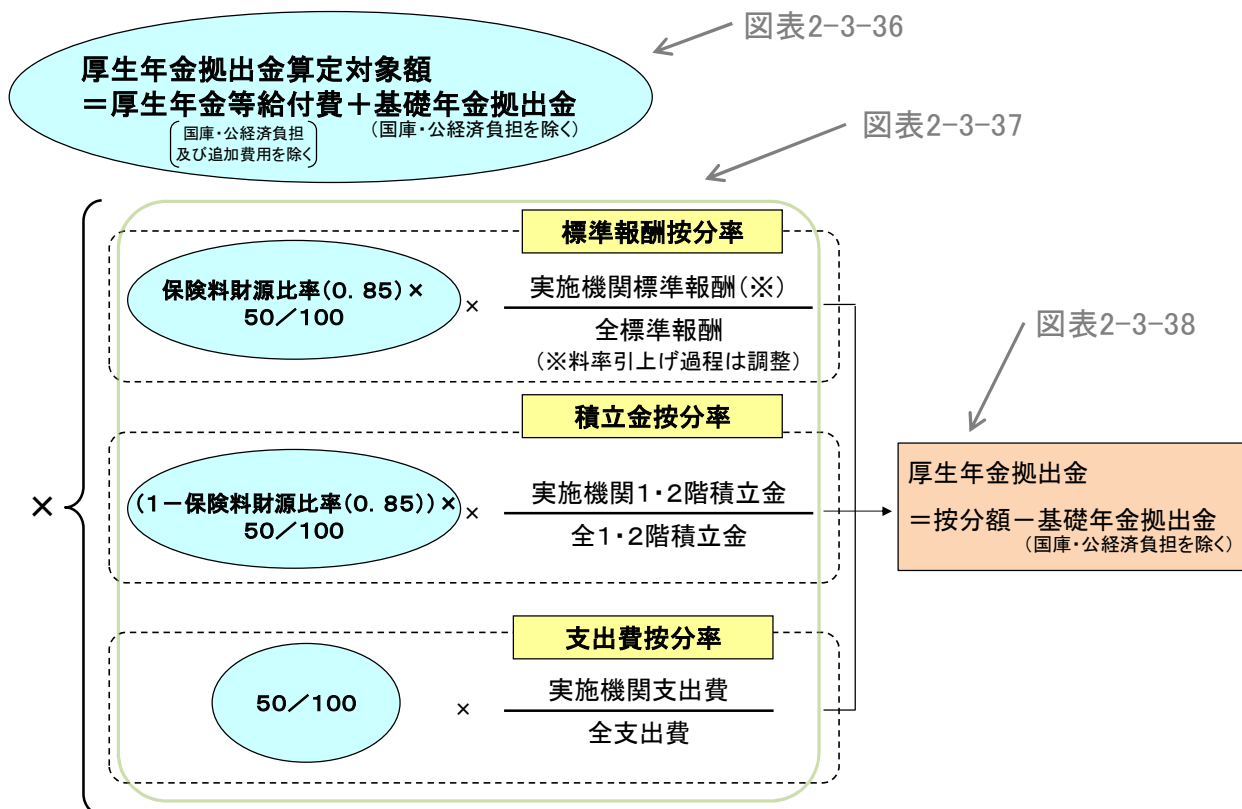 図表2-3-36
厚生年金拠出金算定対象額
=厚生年金等給付費+基礎年金拠出金
国庫・公経済負担
及び追加費用を除く
(国庫・公経済負担を除く)
図表2-3-37
標準報酬按分率
保険料財源比率(0.85)×
50/100
×
実施機関標準報酬(※)
全標準報酬
(※料率引上げ過程は調整)
図表2-3-38
積立金按分率
×
(1-保険料財源比率(0.85))×
50/100
×
実施機関1・2階積立金
全1・2階積立金
厚生年金拠出金
=按分額-基礎年金拠出金
(国庫・公経済負担を除く)
支出費按分率
50/100
×
実施機関支出費
全支出費